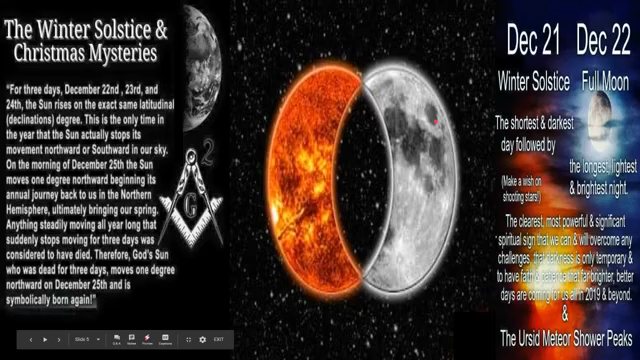 The Winter Solstice &
Christmas Mysteries
"For three days, December 22nd , 23rd, and
24th, the Sun rises on the exact same latitudinal
(declinations) degree. This is the only time in
the year that the Sun actually stops its
movement northward or Southward in our sky.
On the morning of December 25th the Sun
moves one degree northward beginning its
annual journey back to us in the Northern
Hemisphere, ultimately bringing our spring.
Anything steadily moving all year long that
suddenly stops moving for three days was
considered to have died. Therefore, God's Sun
who was dead for three days, moves one degree
northward on December 25th and is
symbolically born again!"
2
G
Dec 21 Dec 22
Winter Solstice Full Moon
The shortest & darkest
day followed by
the longest, lightest
& brightest night.
(Make a wish on
shooting stars!)
The clearest, most powerful & significant
spiritual sign that we can & will overcome any
challenges, that darkness is only temporary &
to have faith & patience that far brighter, better
days are coming for us all in 2019 & beyond.
&
The Ursid Meteor Shower Peaks
Slide 5
Q&A
Notes
Pointer
Captions
EXIT